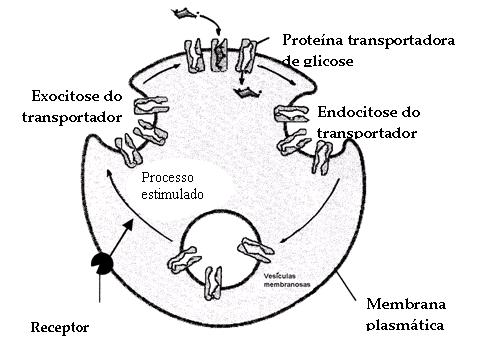 Proteína transportadora
de glicose
Exocitose do
transportador
Endocitose do
transportador
Processo
estimulado
Vesículas
membranosas
Membrana
plasmática
Receptor